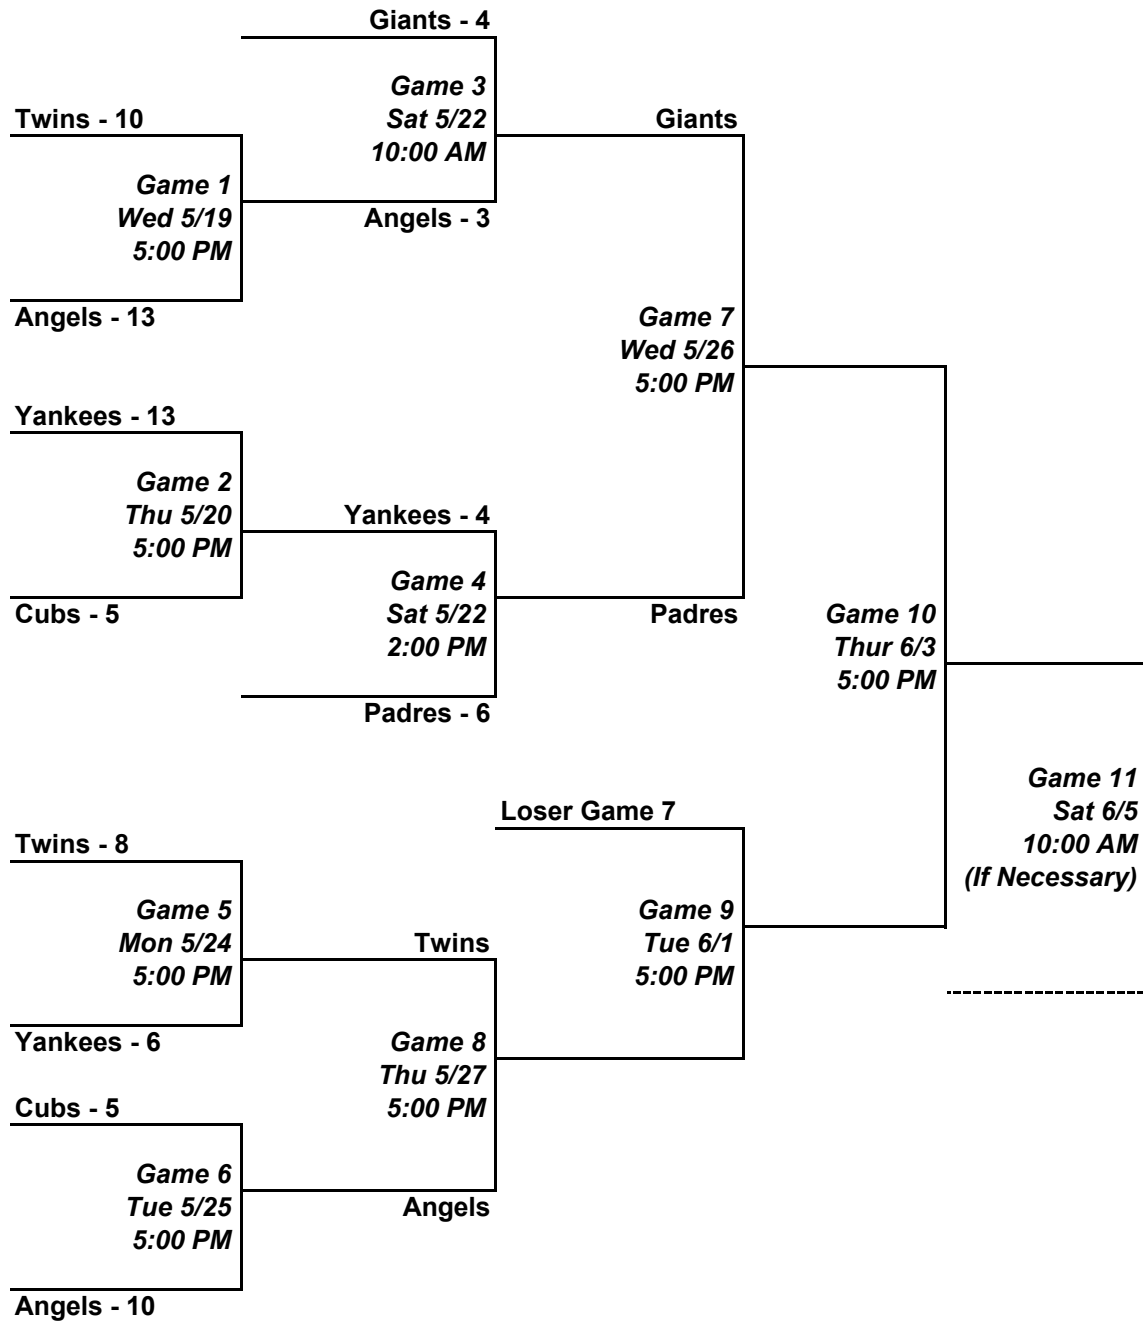 Giants - 4
Game 3
Sat 5/22
10:00 AM
Twins - 10
Giants
Game 1
Wed 5/19
5:00 PM
Angels - 3
Angels - 13
Game 7
Wed 5/26
5:00 PM
Yankees - 13
Game 2
Thu 5/20
5:00 PM
Yankees - 4
Cubs - 5
Game 4
Sat 5/22
2:00 PM
Padres
Padres - 6
Game 10
Thur 6/3
5:00 PM
Game 11
Sat 6/5
10:00 AM
(If Necessary)
Loser Game 7
Twins - 8
Game 5
Mon 5/24
5:00 PM
Twins
Game 9
Tue 6/1
5:00 PM
Yankees - 6
Game 8
Thu 5/27
5:00 PM
Cubs - 5
Game 6
Tue 5/25
5:00 PM
Angels
Angels - 10